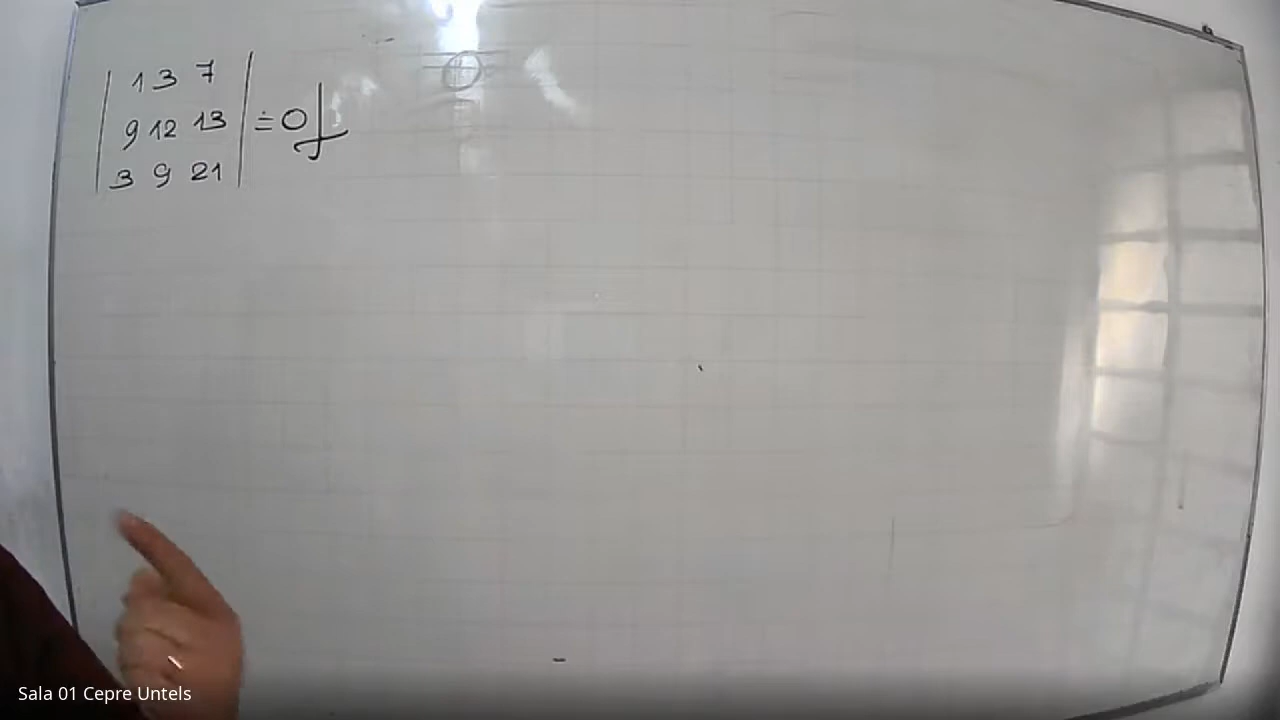 | 1 3 7 |
| 9 12 13 | = 0
| 3 9 21 |
Sala 01 Cepre Untels